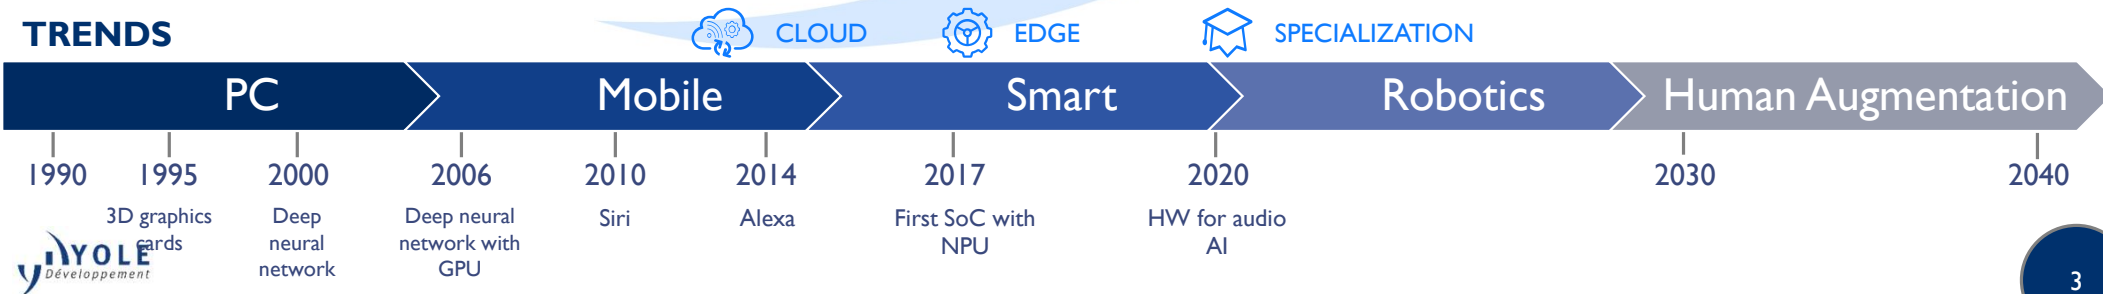 TRENDS
CLOUD
EDGE
SPECIALIZATION
PC
Mobile
Smart
Robotics
Human Augmentation
1990
1995
2000
2006
2010
2014
2017
2020
2030
2040
3D graphics
cards
Deep
neural
network
Deep neural
network with
GPU
Siri
Alexa
First SoC with
NPU
HW for audio
AI
YOLE
Développement
3